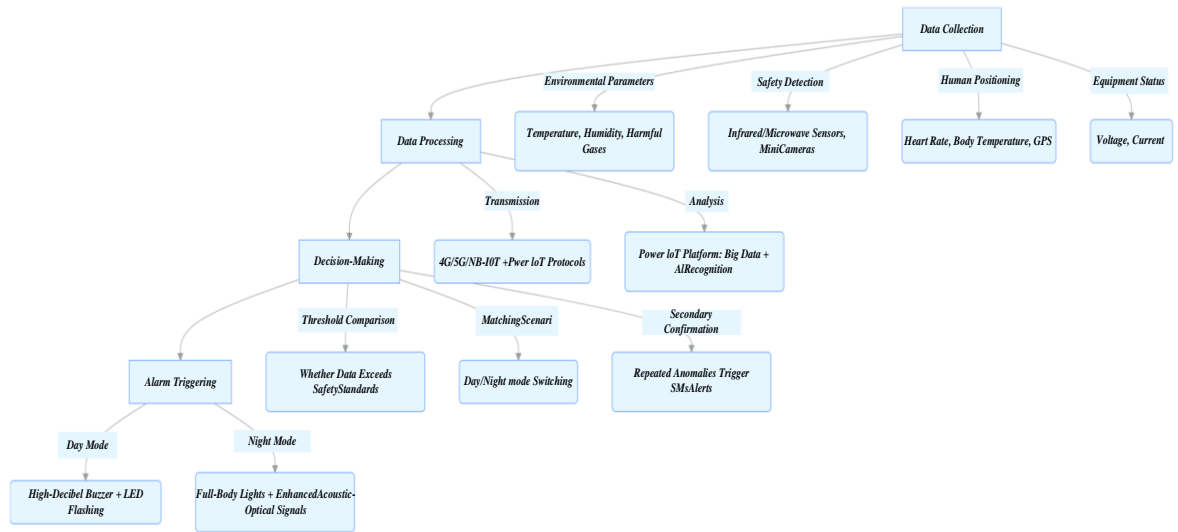 Data Collection
Environmental Parameters
Safety Detection
Human Positioning
Equipment Status
Temperature, Humidity, Harmful
Gases
Infrared/Microwave Sensors,
MiniCameras
Heart Rate, Body Temperature, GPS
Voltage, Current
Data Processing
Transmission
Analysis
4G/5G/NB-I0T +Pwer loT Protocols
Power loT Platform: Big Data +
AlRecognition
Decision-Making
Threshold Comparison
MatchingScenari
Secondary
Confirmation
Whether Data Exceeds
SafetyStandards
Day/Night mode Switching
Repeated Anomalies Trigger
SMsAlerts
Alarm Triggering
Day Mode
Night Mode
High-Decibel Buzzer + LED
Flashing
Full-Body Lights + EnhancedAcoustic-
Optical Signals